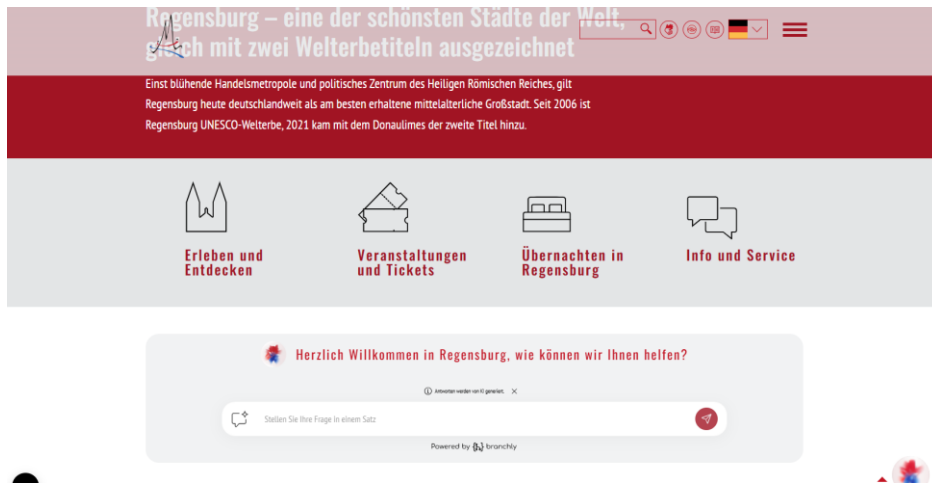 Regensburg – eine der schönsten Städte der Welt,
gleich mit zwei Welterbetiteln ausgezeichnet
Einst blühende Handelsmetropole und politisches Zentrum des Heiligen Römischen Reiches, gilt
Regensburg heute deutschlandweit als am besten erhaltene mittelalterliche Großstadt. Seit 2006 ist
Regensburg UNESCO-Welterbe, 2021 kam mit dem Donaulimes der zweite Titel hinzu.
Erleben und
Entdecken
Veranstaltungen
und Tickets
Übernachten in
Regensburg
Info und Service
Herzlich Willkommen in Regensburg, wie können wir Ihnen helfen?
Antworten werden von KI generiert.
Stellen Sie Ihre Frage in einem Satz
Powered by branchly